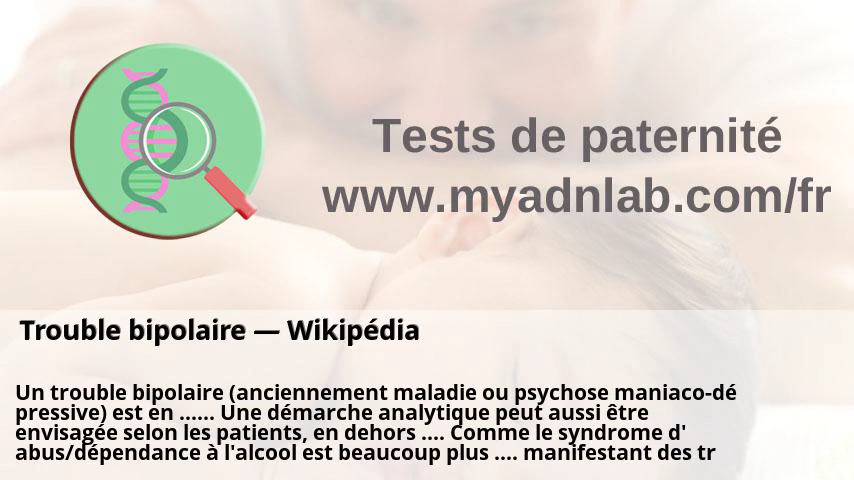 Tests de paternité
www.myadnlab.com/fr
Trouble bipolaire — Wikipédia
Un trouble bipolaire (anciennement maladie ou psychose maniaco-dé
pressive) est en ...... Une démarche analytique peut aussi être
envisagée selon les patients, en dehors .... Comme le syndrome d'
abus/dépendance à l'alcool est beaucoup plus .... manifestant des tr